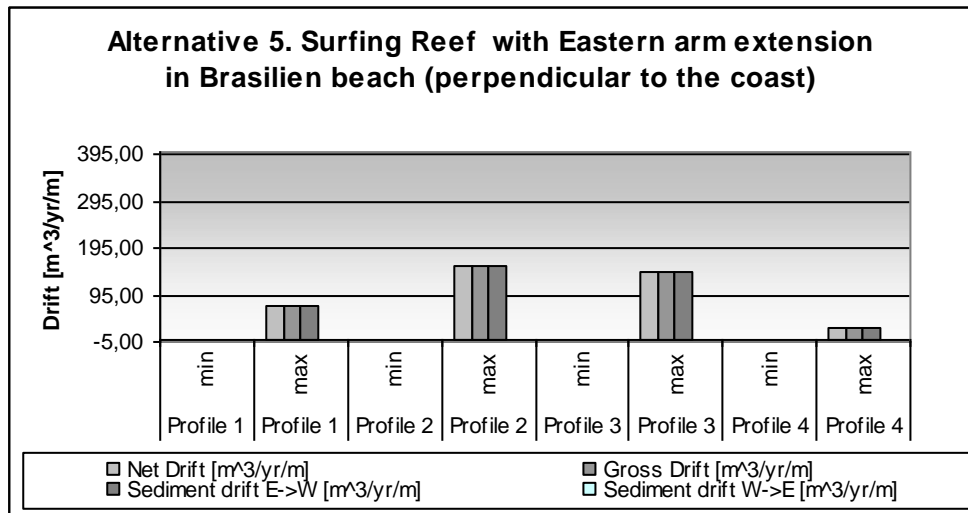 Alternative 5. Surfing Reef with Eastern arm extension
in Brasilien beach (perpendicular to the coast)
Drift [m^3/yr/m]
395,00
295,00
195,00
95,00
-5,00
min max min max min max min max
Profile 1 Profile 1 Profile 2 Profile 2 Profile 3 Profile 3 Profile 4 Profile 4
Net Drift [m^3/yr/m] Gross Drift [m^3/yr/m]
Sediment drift E->W [m^3/yr/m] Sediment drift W->E [m^3/yr/m]